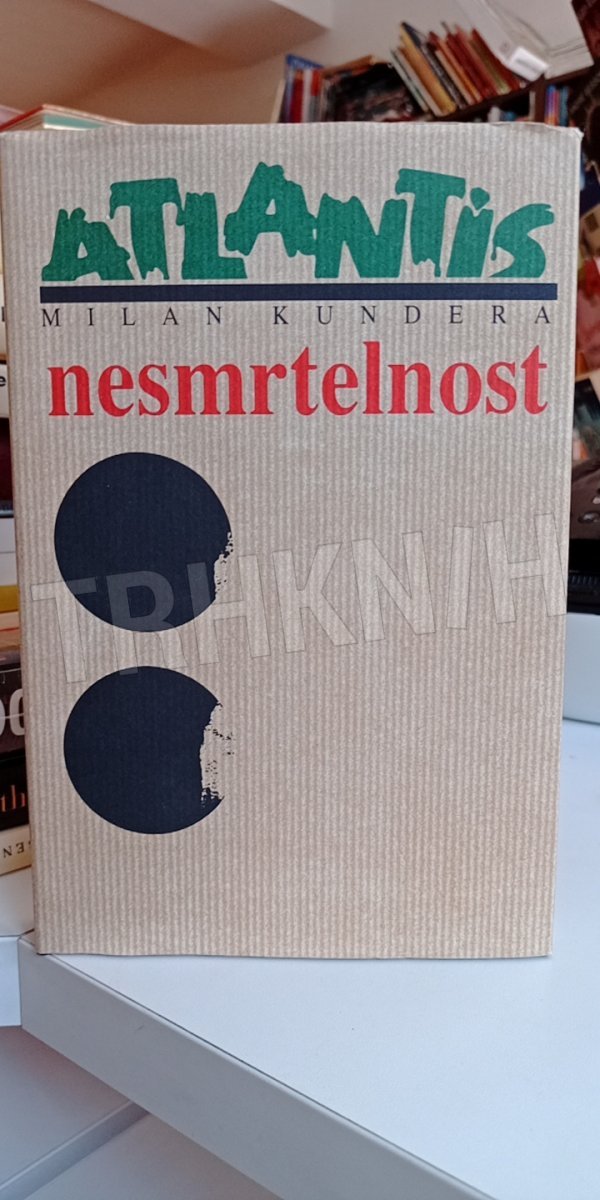 ATLANTiS
MILAN KUNDERA
nesmrtelnost
TRHKNIH